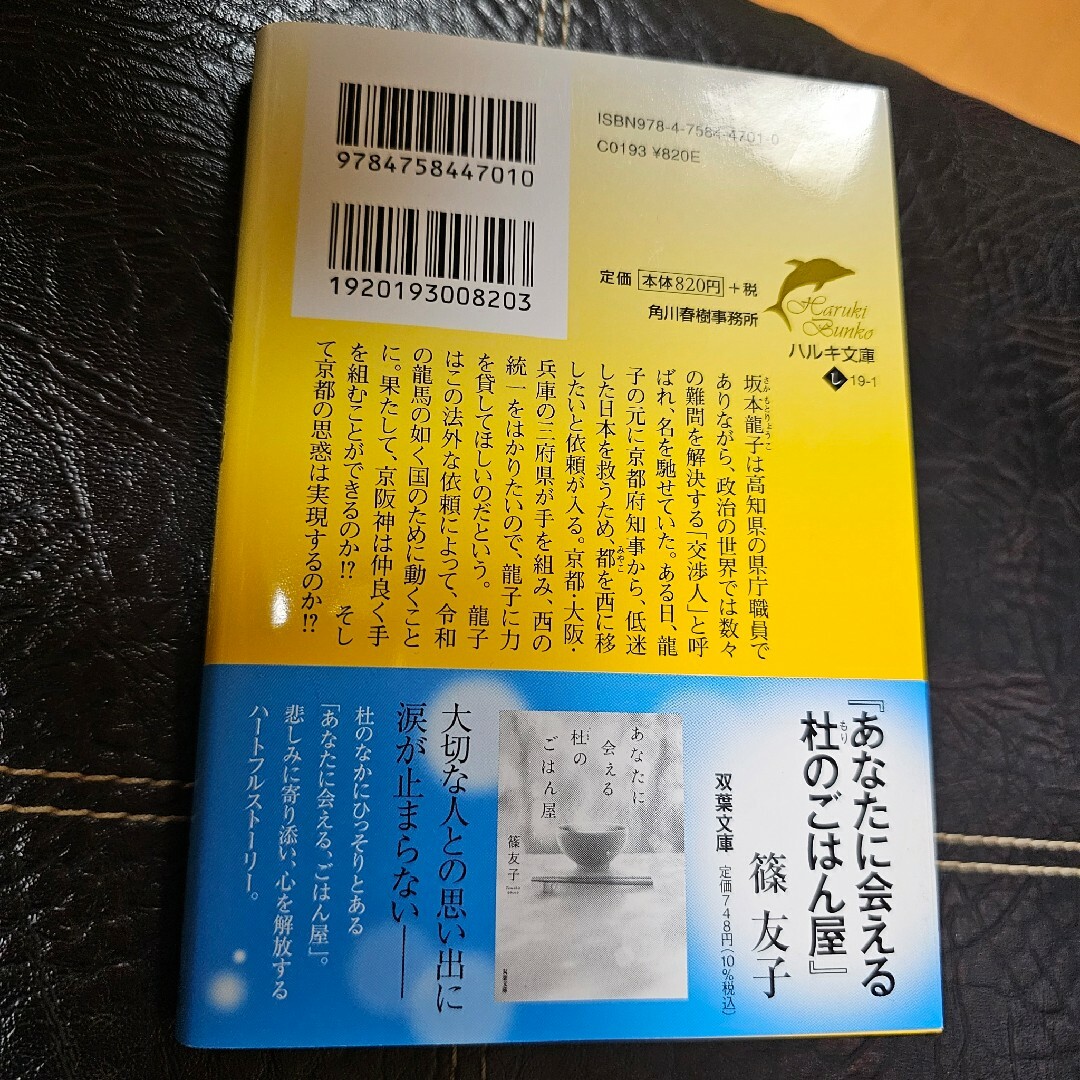 9784758447010
1920193008203
ISBN978-4-7584-4701-0
C0193 ¥820E
定価 本体820円 +税
角川春樹事務所
Haruki
Bunko
ハルキ文庫
し 19-1
坂本龍子は高知県の県庁職員で
さかもとりょうこ
ありながら、政治の世界では数々
の難問を解決する「交渉人」と呼
ばれ、名を馳せていた。ある日、龍
子の元に京都府知事から、低迷
した日本を救うため、都を西に移
みやこ
したいと依頼が入る。京都・大阪・
兵庫の三府県が手を組み、西の
統一をはかりたいので、龍子に力
を貸してほしいのだという。 龍子
はこの法外な依頼によって、令和
の龍馬の如く国のために動くこと
に。果たして、京阪神は仲良く手
を組むことができるのか!? そし
て京都の思惑は実現するのか!?
『あなたに会える
杜のごはん屋』
もり
篠 友子
双葉文庫
定価748円(10%税込)
あなたに
会える
杜の
ごはん屋
篠友子
双葉文庫
大切な人との思い出に
涙が止まらない――
杜のなかにひっそりとある
「あなたに会える、ごはん屋」。
悲しみに寄り添い、心を解放する
ハートフルストーリー。